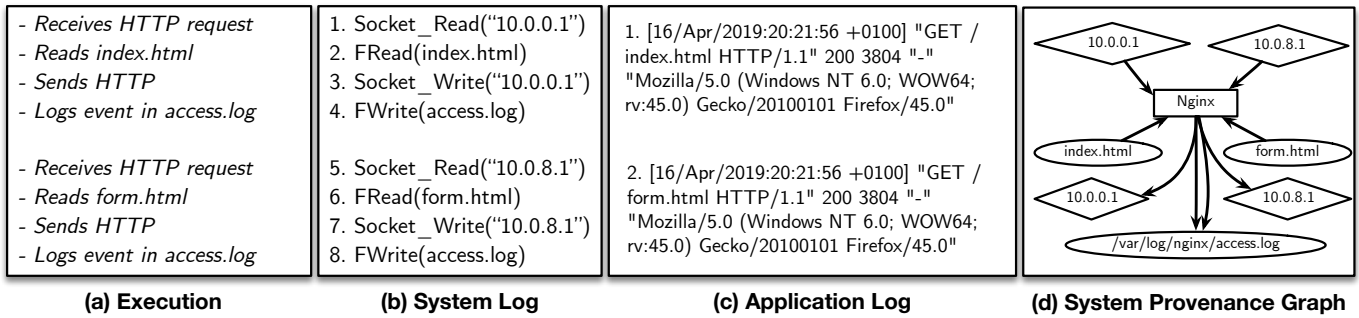 - Receives HTTP request
- Reads index.html
- Sends HTTP
- Logs event in access.log
- Receives HTTP request
- Reads form.html
- Sends HTTP
- Logs event in access.log
(a) Execution
1. Socket_Read(“10.0.0.1”)
2. FRead(index.html)
3. Socket_Write(“10.0.0.1”)
4. FWrite(access.log)
5. Socket_Read(“10.0.8.1”)
6. FRead(form.html)
7. Socket_Write(“10.0.8.1”)
8. FWrite(access.log)
(b) System Log
1. [16/Apr/2019:20:21:56 +0100] "GET /
index.html HTTP/1.1" 200 3804 "-"
"Mozilla/5.0 (Windows NT 6.0; WOW64;
rv:45.0) Gecko/20100101 Firefox/45.0"
2. [16/Apr/2019:20:21:56 +0100] "GET /
form.html HTTP/1.1" 200 3804 "-"
"Mozilla/5.0 (Windows NT 6.0; WOW64;
rv:45.0) Gecko/20100101 Firefox/45.0"
(c) Application Log
10.0.0.1
10.0.8.1
Nginx
index.html
form.html
10.0.0.1
10.0.8.1
/var/log/nginx/access.log
(d) System Provenance Graph